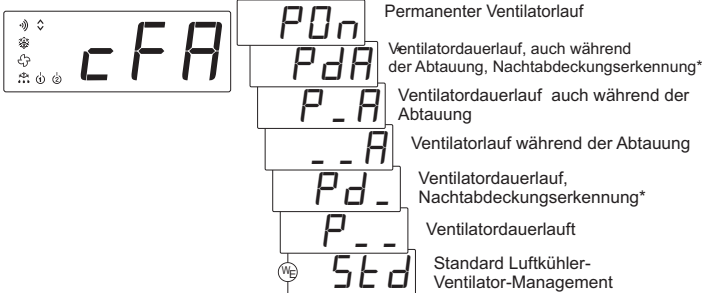 cFA
POn Permanenter Ventilatorlauf
PdA Ventilatordauerlauf, auch während
der Abtauung, Nachtabdeckungserkennung*
P_A Ventilatordauerlauf auch während der
Abtauung
__A Ventilatorlauf während der Abtauung
Pd_ Ventilatordauerlauf,
Nachtabdeckungserkennung*
P__ Ventilatordauerlauft
WE Std Standard Luftkühler-
Ventilator-Management